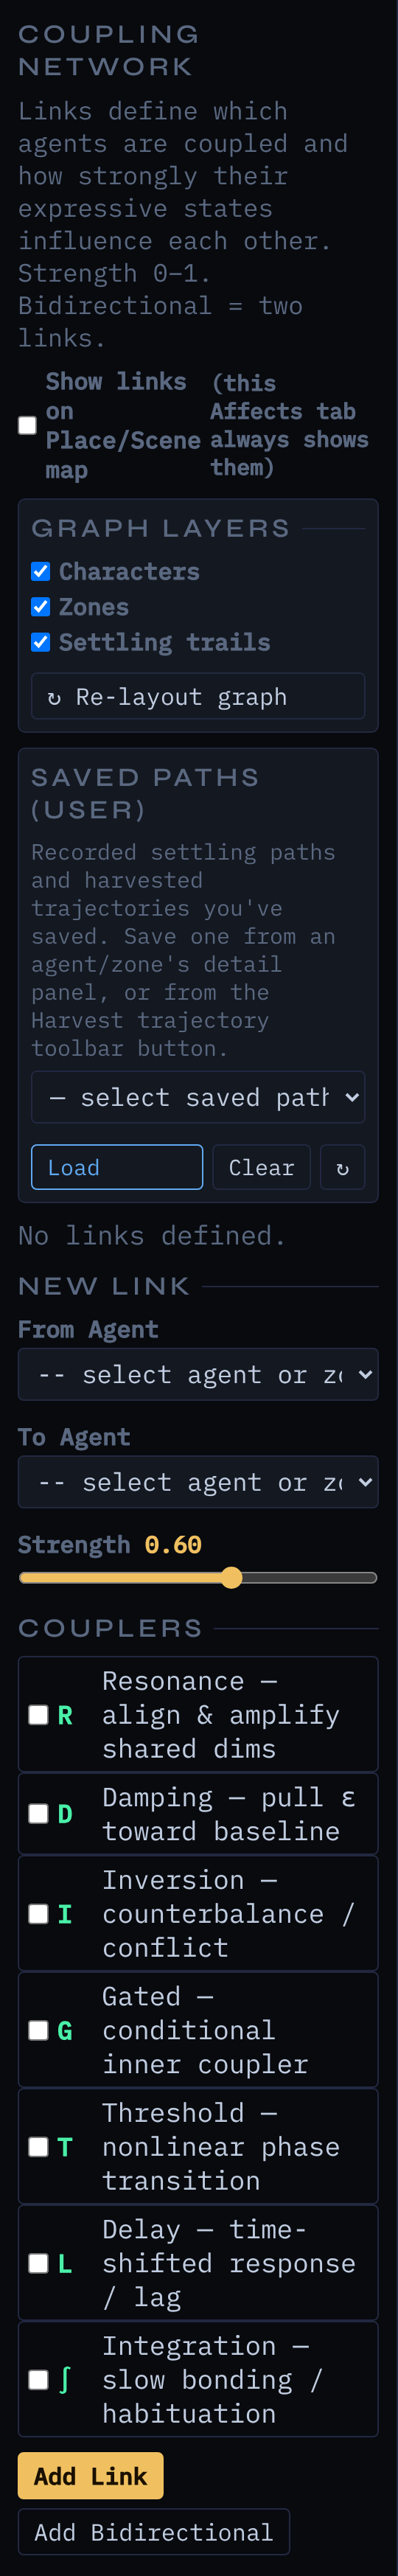 COUPLING
NETWORK
Links define which
agents are coupled and
how strongly their
expressive states
influence each other.
Strength 0–1.
Bidirectional = two
links.
Show links
on
Place/Scene
map
(this
Affects tab
always shows
them)
GRAPH LAYERS
Characters
Zones
Settling trails
↻ Re-layout graph
SAVED PATHS
(USER)
Recorded settling paths
and harvested
trajectories you've
saved. Save one from an
agent/zone's detail
panel, or from the
Harvest trajectory
toolbar button.
— select saved path
Load Clear ↻
No links defined.
NEW LINK
From Agent
-- select agent or zo
To Agent
-- select agent or zo
Strength 0.60
COUPLERS
R Resonance —
align & amplify
shared dims
D Damping — pull ε
toward baseline
I Inversion —
counterbalance /
conflict
G Gated —
conditional
inner coupler
T Threshold —
nonlinear phase
transition
L Delay — time-
shifted response
/ lag
∫ Integration —
slow bonding /
habituation
Add Link
Add Bidirectional